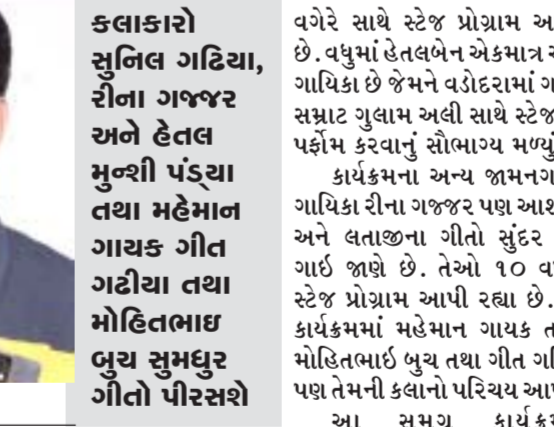 કલાકારો
સુનિલ ગઢિયા,
રીના ગજ્જર
અને હેતલ
મુન્શી પંડ્યા
તથા મહેમાન
ગાયક ગીત
ગઢીયા તથા
મોહિતભાઇ
બુચ સુમધુર
ગીતો પીરસશે
વગેરે સાથે સ્ટેજ પ્રોગ્રામ
છે. વધુમાં હેતલબેન એકમાત્ર
ગાયિકા છે જેમને વડોદરામાં
સમ્રાટ ગુલામ અલી સાથે સ્ટેજ
પર્ફોમ કરવાનું સૌભાગ્ય મળ્યું
કાર્યક્રમના અન્ય
ગાયિકા રીના ગજ્જર પણ
અને લતાજીના ગીતો સુંદર
ગાઇ જાણે છે. તેઓ ૧૦
સ્ટેજ પ્રોગ્રામ આપી રહ્યા છે.
કાર્યક્રમમાં મહેમાન ગાયક
મોહિતભાઇ બુચ તથા ગીત
પણ તેમની કલાનો પરિચય
આ સમગ્ર